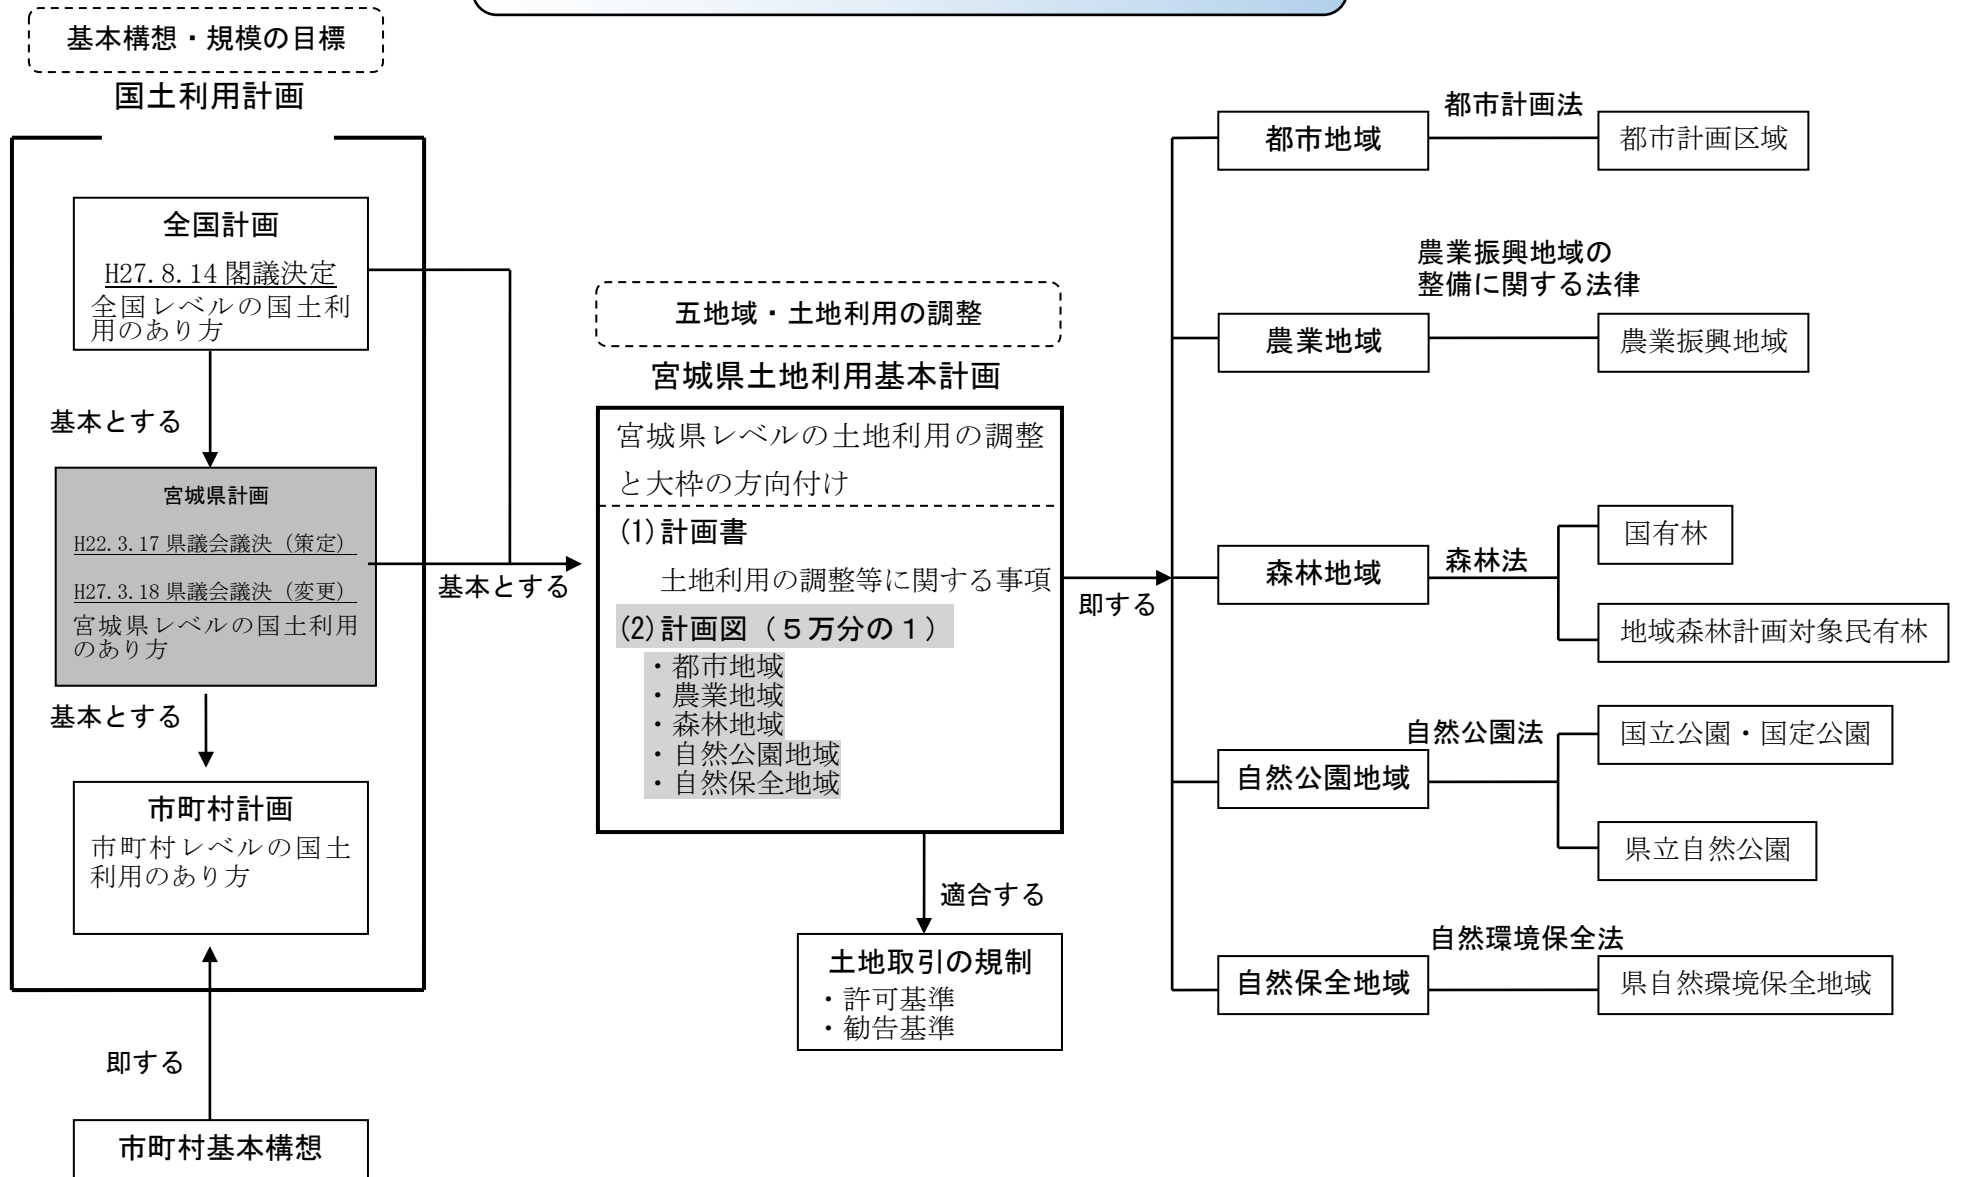 基本構想・規模の目標
国土利用計画
全国計画
H27.8.14 閣議決定
全国レベルの国土利
用のあり方
基本とする
宮城県計画
H22.3.17 県議会議決（策定）
H27.3.18 県議会議決（変更）
宮城県レベルの国土利用
のあり方
基本とする
市町村計画
市町村レベルの国土
利用のあり方
即する
市町村基本構想
基本とする
五地域・土地利用の調整
宮城県土地利用基本計画
宮城県レベルの土地利用の調整
と大枠の方向付け
(1)計画書
土地利用の調整等に関する事項
(2)計画図（５万分の１）
・都市地域
・農業地域
・森林地域
・自然公園地域
・自然保全地域
適合する
土地取引の規制
・許可基準
・勧告基準
即する
都市地域
都市計画法
都市計画区域
農業振興地域の
整備に関する法律
農業地域
農業振興地域
森林地域
森林法
国有林
地域森林計画対象民有林
自然公園法
自然公園地域
国立公園・国定公園
県立自然公園
自然環境保全法
自然保全地域
県自然環境保全地域